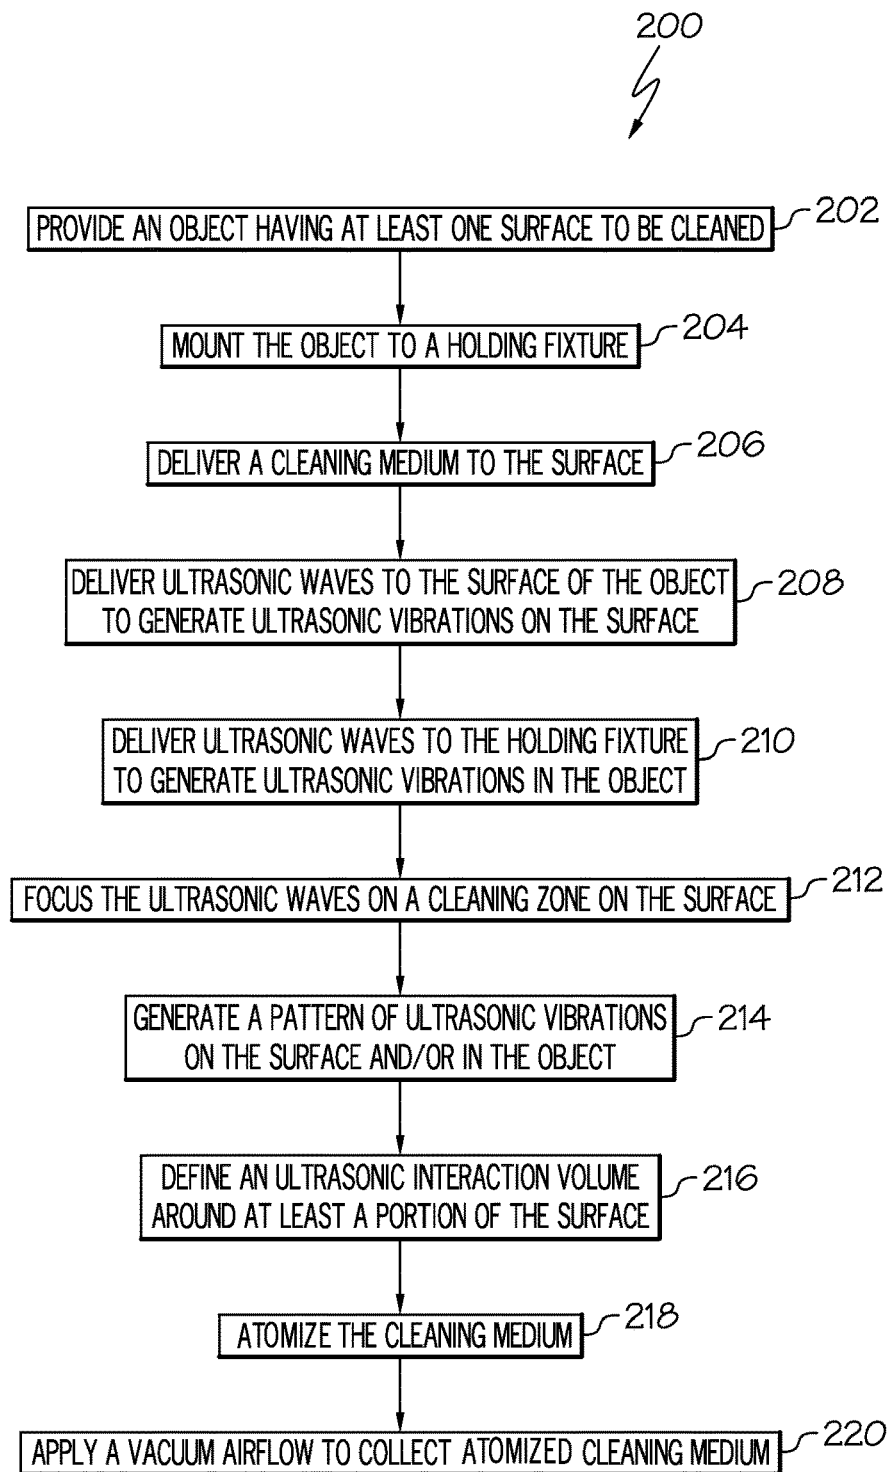 200
PROVIDE AN OBJECT HAVING AT LEAST ONE SURFACE TO BE CLEANED
202
MOUNT THE OBJECT TO A HOLDING FIXTURE
204
DELIVER A CLEANING MEDIUM TO THE SURFACE
206
DELIVER ULTRASONIC WAVES TO THE SURFACE OF THE OBJECT
TO GENERATE ULTRASONIC VIBRATIONS ON THE SURFACE
208
DELIVER ULTRASONIC WAVES TO THE HOLDING FIXTURE
TO GENERATE ULTRASONIC VIBRATIONS IN THE OBJECT
210
FOCUS THE ULTRASONIC WAVES ON A CLEANING ZONE ON THE SURFACE
212
GENERATE A PATTERN OF ULTRASONIC VIBRATIONS
ON THE SURFACE AND/OR IN THE OBJECT
214
DEFINE AN ULTRASONIC INTERACTION VOLUME
AROUND AT LEAST A PORTION OF THE SURFACE
216
ATOMIZE THE CLEANING MEDIUM
218
APPLY A VACUUM AIRFLOW TO COLLECT ATOMIZED CLEANING MEDIUM
220